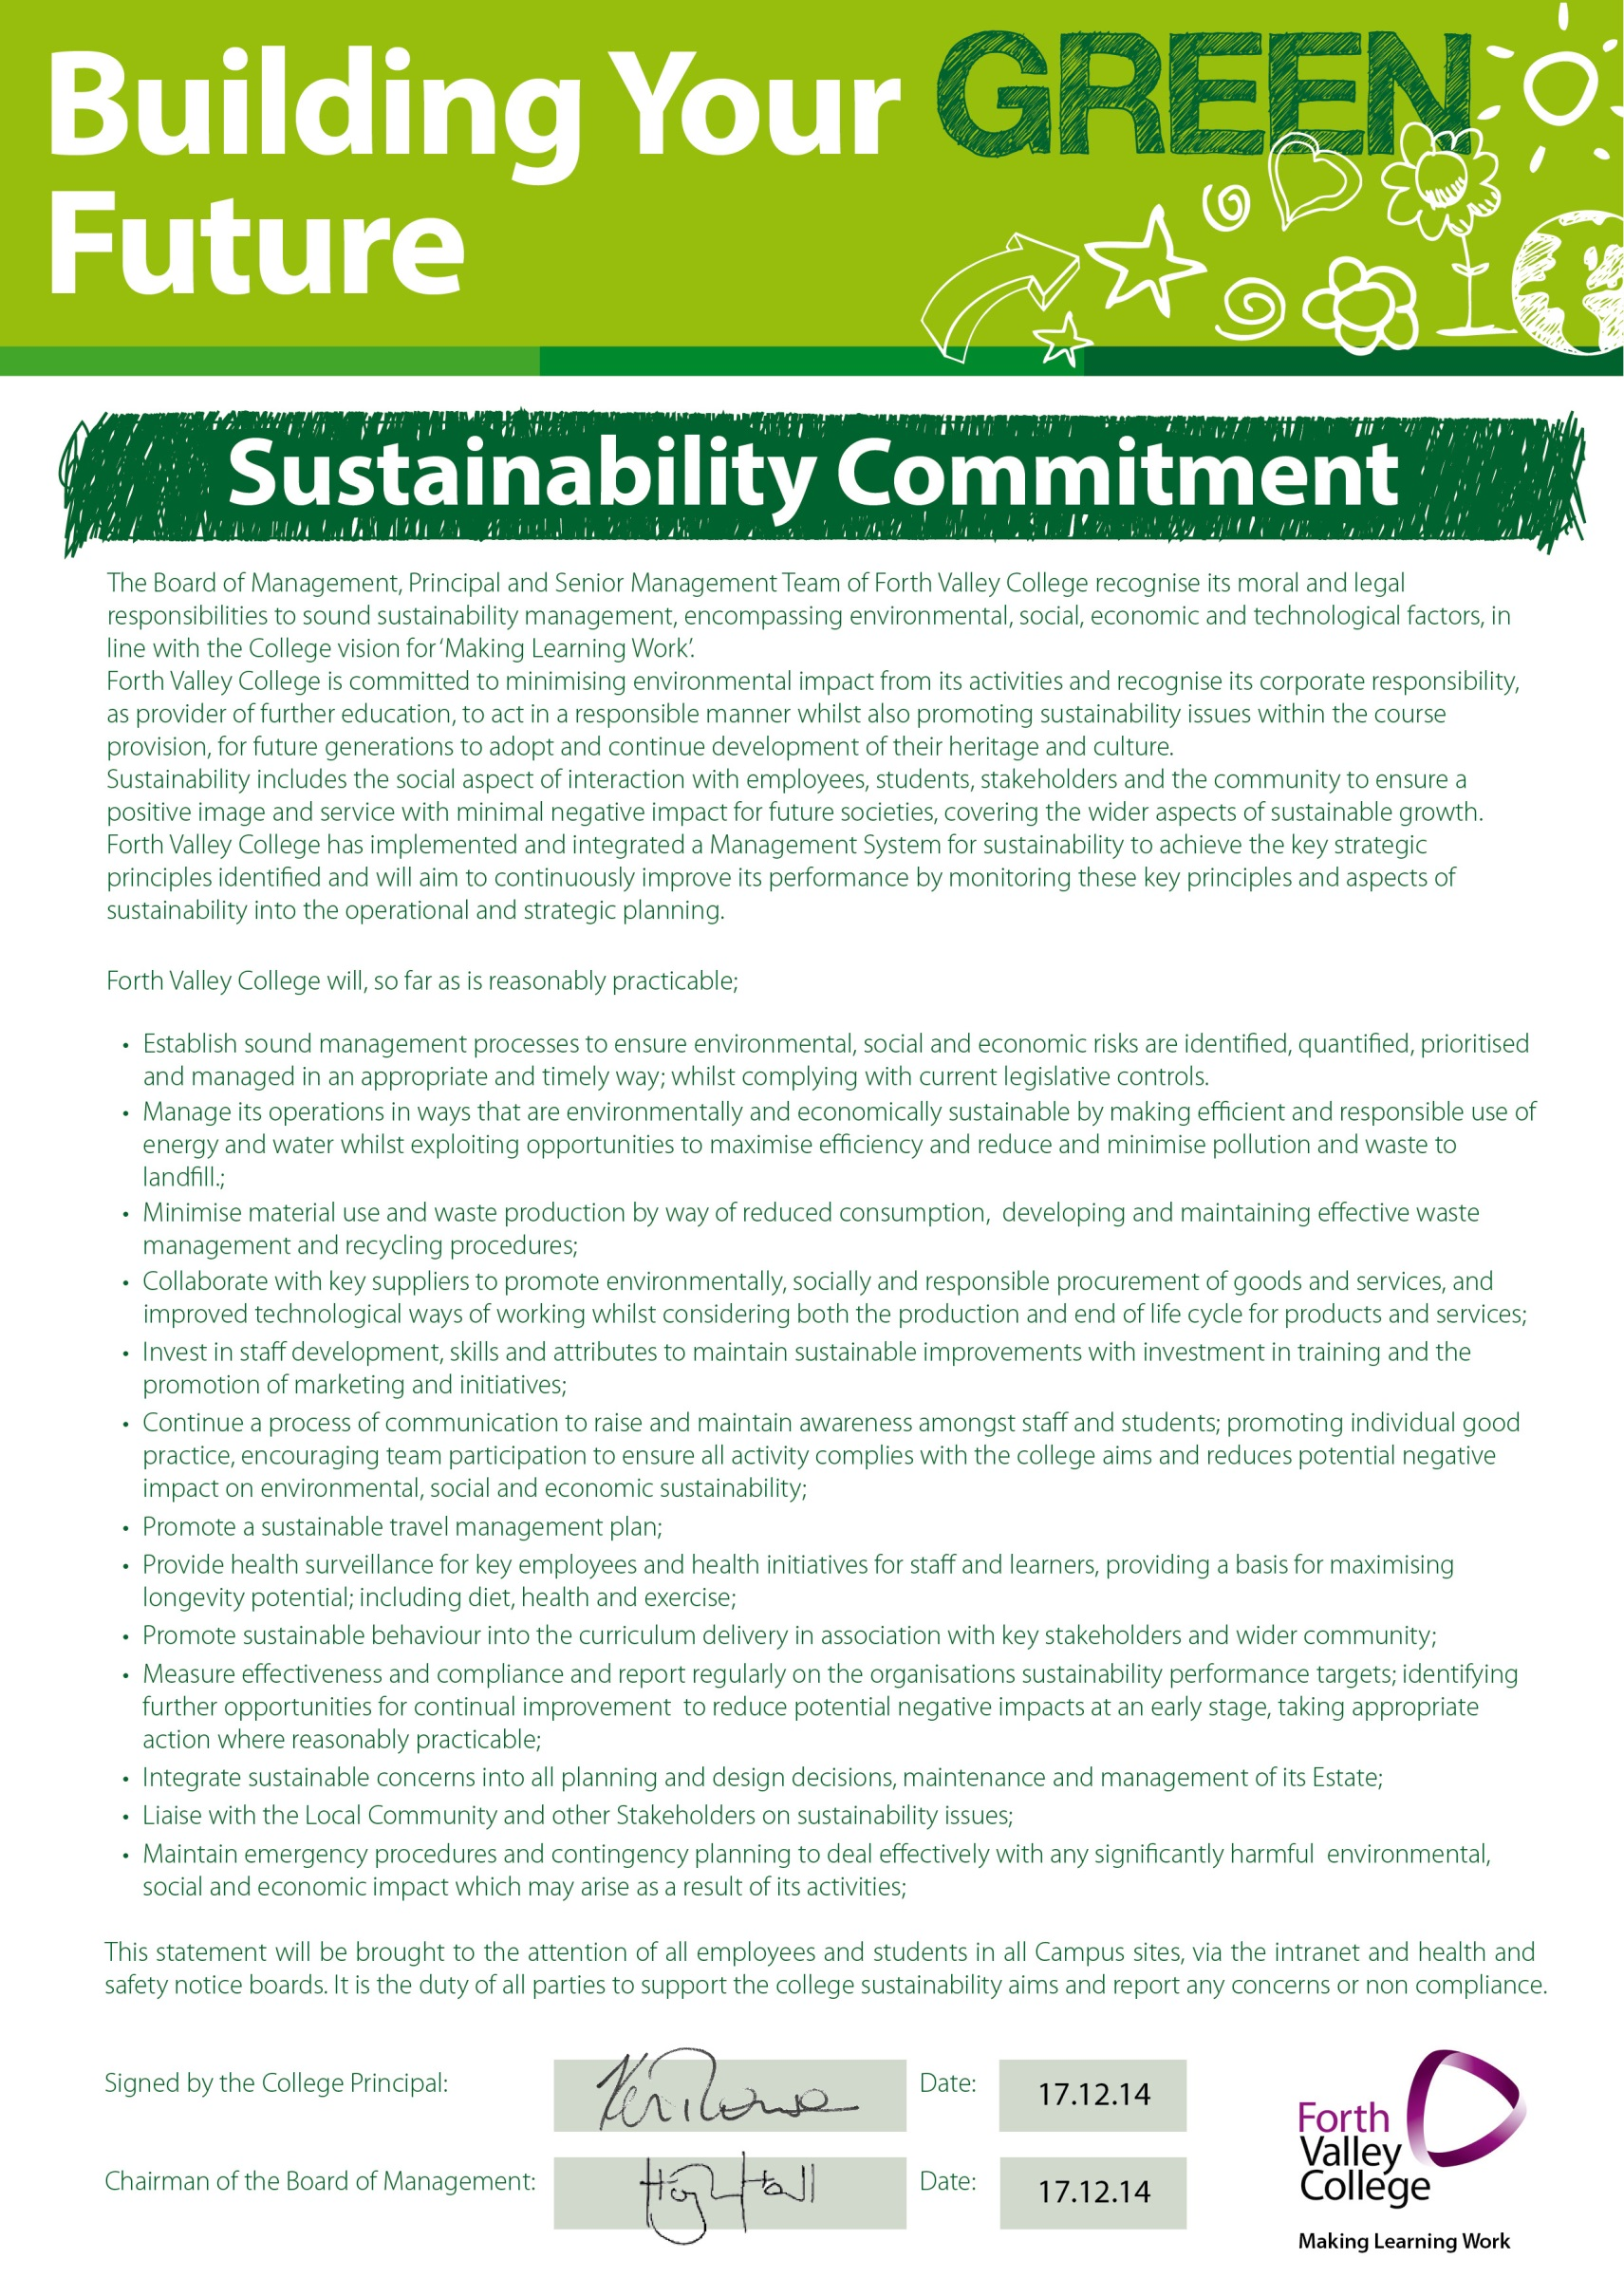 Building Your GREEN
Future
Sustainability Commitment
The Board of Management, Principal and Senior Management Team of Forth Valley College recognise its moral and legal
responsibilities to sound sustainability management, encompassing environmental, social, economic and technological factors, in
line with the College vision for ‘Making Learning Work’.
Forth Valley College is committed to minimising environmental impact from its activities and recognise its corporate responsibility,
as provider of further education, to act in a responsible manner whilst also promoting sustainability issues within the course
provision, for future generations to adopt and continue development of their heritage and culture.
Sustainability includes the social aspect of interaction with employees, students, stakeholders and the community to ensure a
positive image and service with minimal negative impact for future societies, covering the wider aspects of sustainable growth.
Forth Valley College has implemented and integrated a Management System for sustainability to achieve the key strategic
principles identified and will aim to continuously improve its performance by monitoring these key principles and aspects of
sustainability into the operational and strategic planning.
Forth Valley College will, so far as is reasonably practicable;
• Establish sound management processes to ensure environmental, social and economic risks are identified, quantified, prioritised
and managed in an appropriate and timely way; whilst complying with current legislative controls.
• Manage its operations in ways that are environmentally and economically sustainable by making efficient and responsible use of
energy and water whilst exploiting opportunities to maximise efficiency and reduce and minimise pollution and waste to
landfill.;
• Minimise material use and waste production by way of reduced consumption, developing and maintaining effective waste
management and recycling procedures;
• Collaborate with key suppliers to promote environmentally, socially and responsible procurement of goods and services, and
improved technological ways of working whilst considering both the production and end of life cycle for products and services;
• Invest in staff development, skills and attributes to maintain sustainable improvements with investment in training and the
promotion of marketing and initiatives;
• Continue a process of communication to raise and maintain awareness amongst staff and students; promoting individual good
practice, encouraging team participation to ensure all activity complies with the college aims and reduces potential negative
impact on environmental, social and economic sustainability;
• Promote a sustainable travel management plan;
• Provide health surveillance for key employees and health initiatives for staff and learners, providing a basis for maximising
longevity potential; including diet, health and exercise;
• Promote sustainable behaviour into the curriculum delivery in association with key stakeholders and wider community;
• Measure effectiveness and compliance and report regularly on the organisations sustainability performance targets; identifying
further opportunities for continual improvement to reduce potential negative impacts at an early stage, taking appropriate
action where reasonably practicable;
• Integrate sustainable concerns into all planning and design decisions, maintenance and management of its Estate;
• Liaise with the Local Community and other Stakeholders on sustainability issues;
• Maintain emergency procedures and contingency planning to deal effectively with any significantly harmful environmental,
social and economic impact which may arise as a result of its activities;
This statement will be brought to the attention of all employees and students in all Campus sites, via the intranet and health and
safety notice boards. It is the duty of all parties to support the college sustainability aims and report any concerns or non compliance.
Signed by the College Principal: Date: 17.12.14
Chairman of the Board of Management: Hall Date: 17.12.14
Forth
Valley
College
Making Learning Work